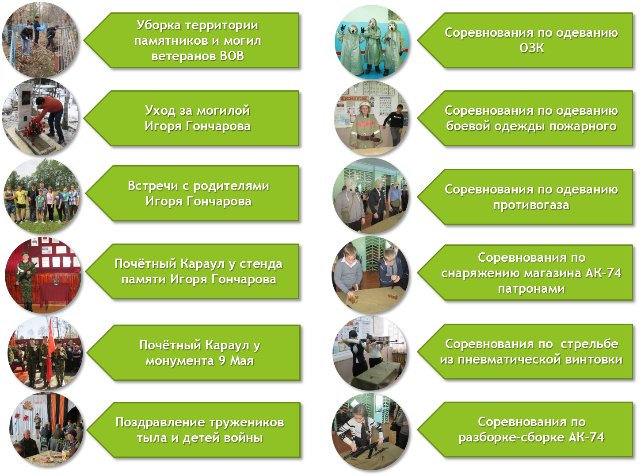 Уборка территории
памятников и могил
ветеранов ВОВ
Уход за могилой
Игоря Гончарова
Встречи с родителями
Игоря Гончарова
Почётный Караул у стенда
памяти Игоря Гончарова
Почётный Караул у
монумента 9 Мая
Поздравление тружеников
тыла и детей войны
Соревнования по одеванию
ОЗК
Соревнования по одеванию
боевой одежды пожарного
Соревнования по одеванию
противогаза
Соревнования по
снаряжению магазина АК-74
патронами
Соревнования по стрельбе
из пневматической винтовки
Соревнования по
разборке-сборке АК-74